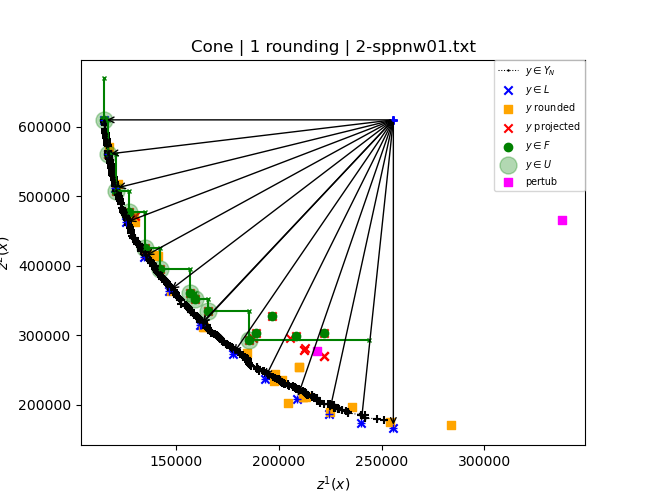 Cone | 1 rounding | 2-sppnw01.txt
y ∈ Y_N
y ∈ L
y rounded
y projected
y ∈ F
y ∈ U
pertub
600000
500000
400000
300000
200000
150000
200000
250000
300000
z¹(x)